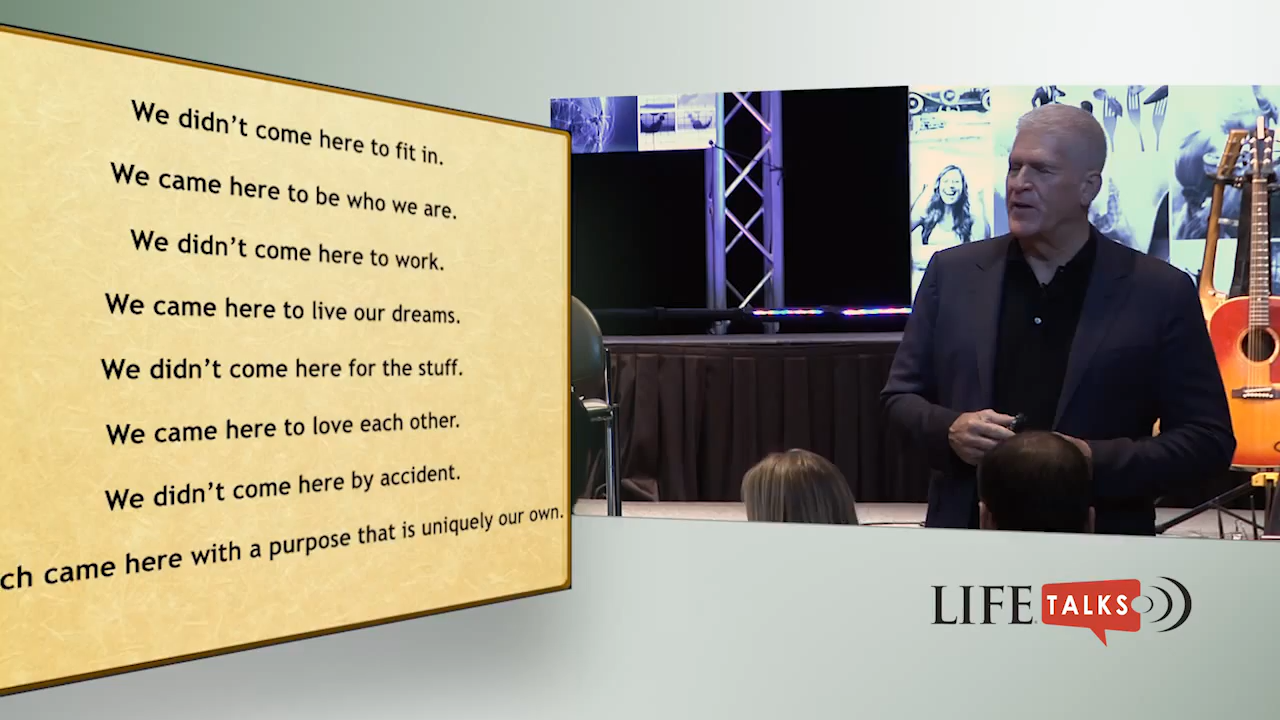 We didn't come here to fit in.
We came here to be who we are.
We didn't come here to work.
We came here to live our dreams.
We didn't come here for the stuff.
We came here to love each other.
We didn't come here by accident.
ch came here with a purpose that is uniquely our own.
LIFE TALKS